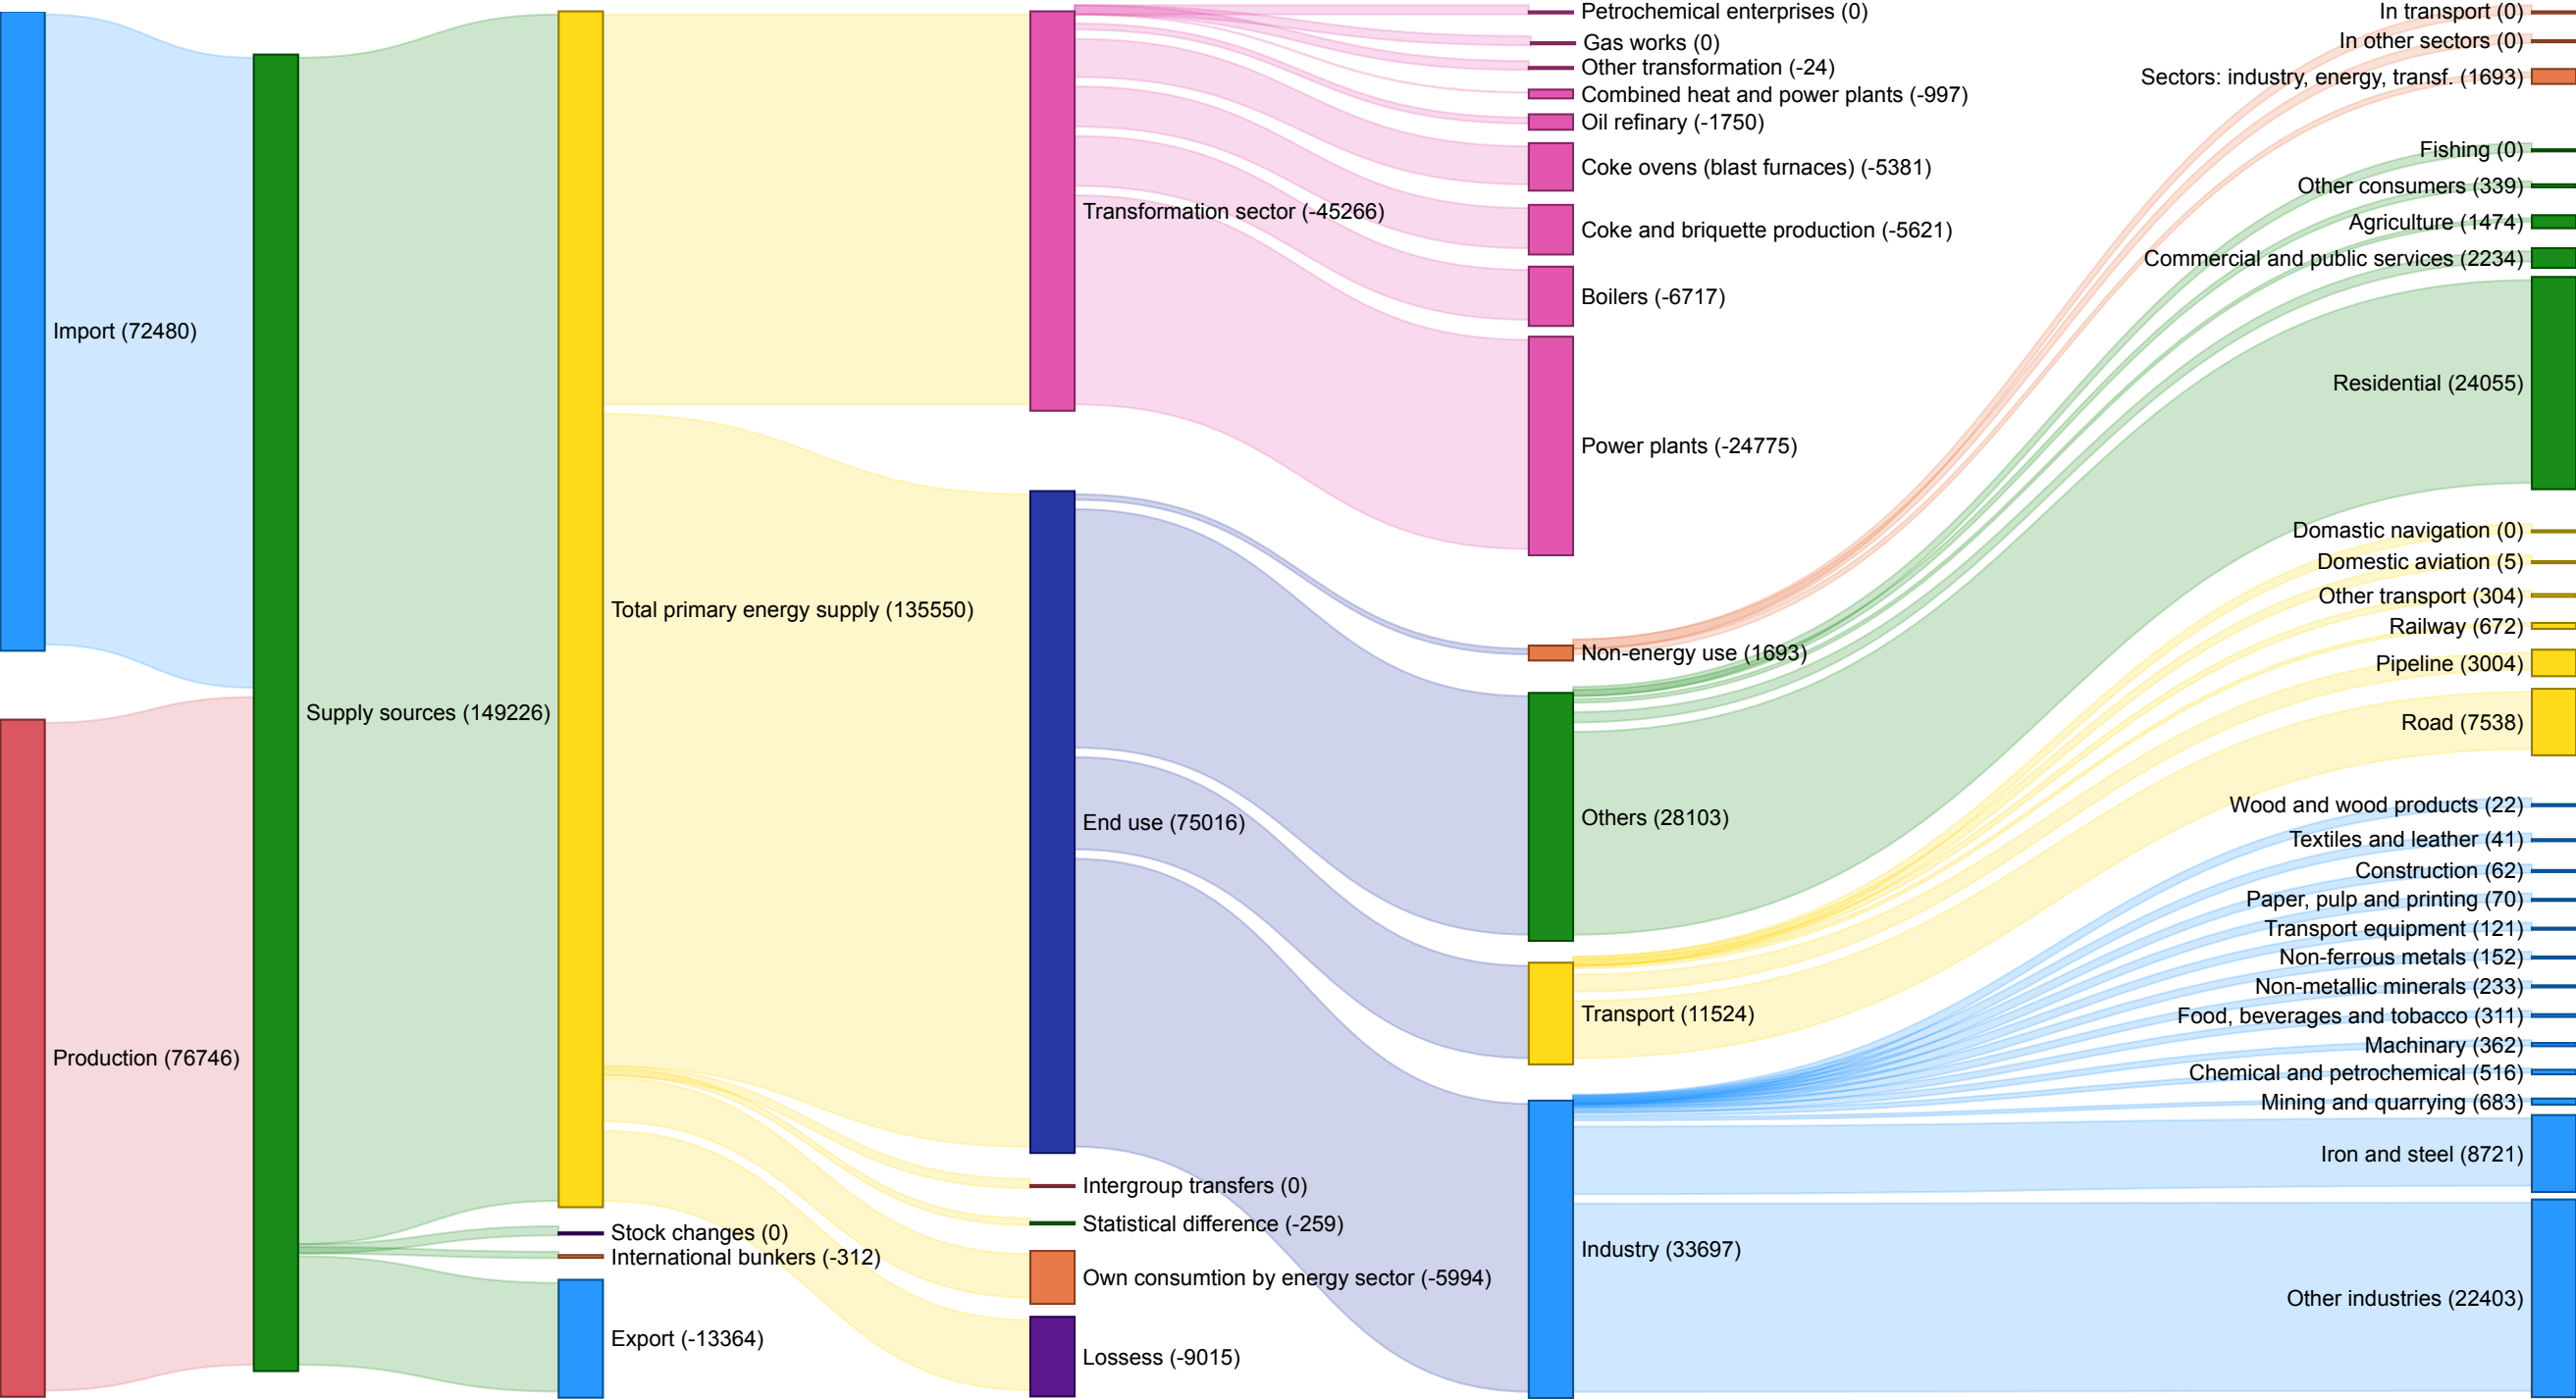 Import (72480)
Production (76746)
Supply sources (149226)
Total primary energy supply (135550)
Stock changes (0)
International bunkers (-312)
Export (-13364)
Transformation sector (-45266)
End use (75016)
Intergroup transfers (0)
Statistical difference (-259)
Own consumtion by energy sector (-5994)
Lossess (-9015)
Petrochemical enterprises (0)
Gas works (0)
Other transformation (-24)
Combined heat and power plants (-997)
Oil refinary (-1750)
Coke ovens (blast furnaces) (-5381)
Coke and briquette production (-5621)
Boilers (-6717)
Power plants (-24775)
Non-energy use (1693)
Others (28103)
Transport (11524)
Industry (33697)
In transport (0)
In other sectors (0)
Sectors: industry, energy, transf. (1693)
Fishing (0)
Other consumers (339)
Agriculture (1474)
Commercial and public services (2234)
Residential (24055)
Domastic navigation (0)
Domestic aviation (5)
Other transport (304)
Railway (672)
Pipeline (3004)
Road (7538)
Wood and wood products (22)
Textiles and leather (41)
Construction (62)
Paper, pulp and printing (70)
Transport equipment (121)
Non-ferrous metals (152)
Non-metallic minerals (233)
Food, beverages and tobacco (311)
Machinary (362)
Chemical and petrochemical (516)
Mining and quarrying (683)
Iron and steel (8721)
Other industries (22403)